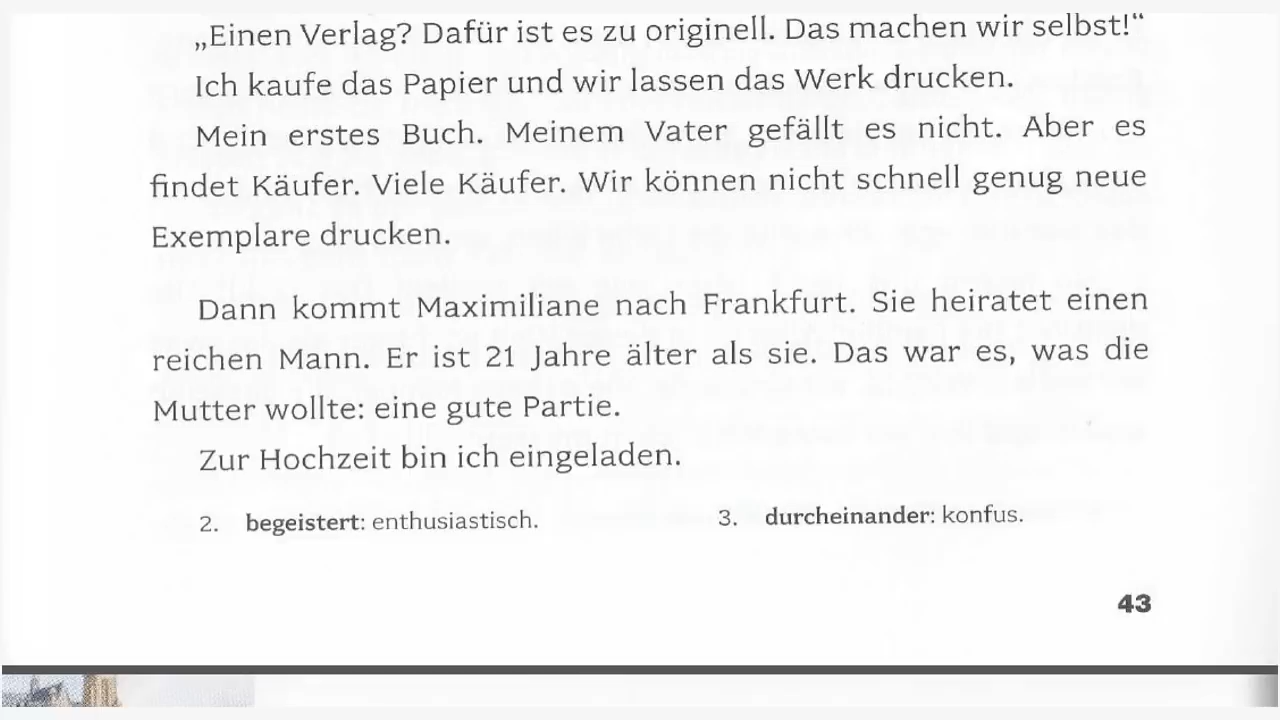 „Einen Verlag? Dafür ist es zu originell. Das machen wir selbst!“
Ich kaufe das Papier und wir lassen das Werk drucken.
Mein erstes Buch. Meinem Vater gefällt es nicht. Aber es
findet Käufer. Viele Käufer. Wir können nicht schnell genug neue
Exemplare drucken.
Dann kommt Maximiliane nach Frankfurt. Sie heiratet einen
reichen Mann. Er ist 21 Jahre älter als sie. Das war es, was die
Mutter wollte: eine gute Partie.
Zur Hochzeit bin ich eingeladen.
2. begeistert: enthusiastisch. 3. durcheinander: konfus.
43